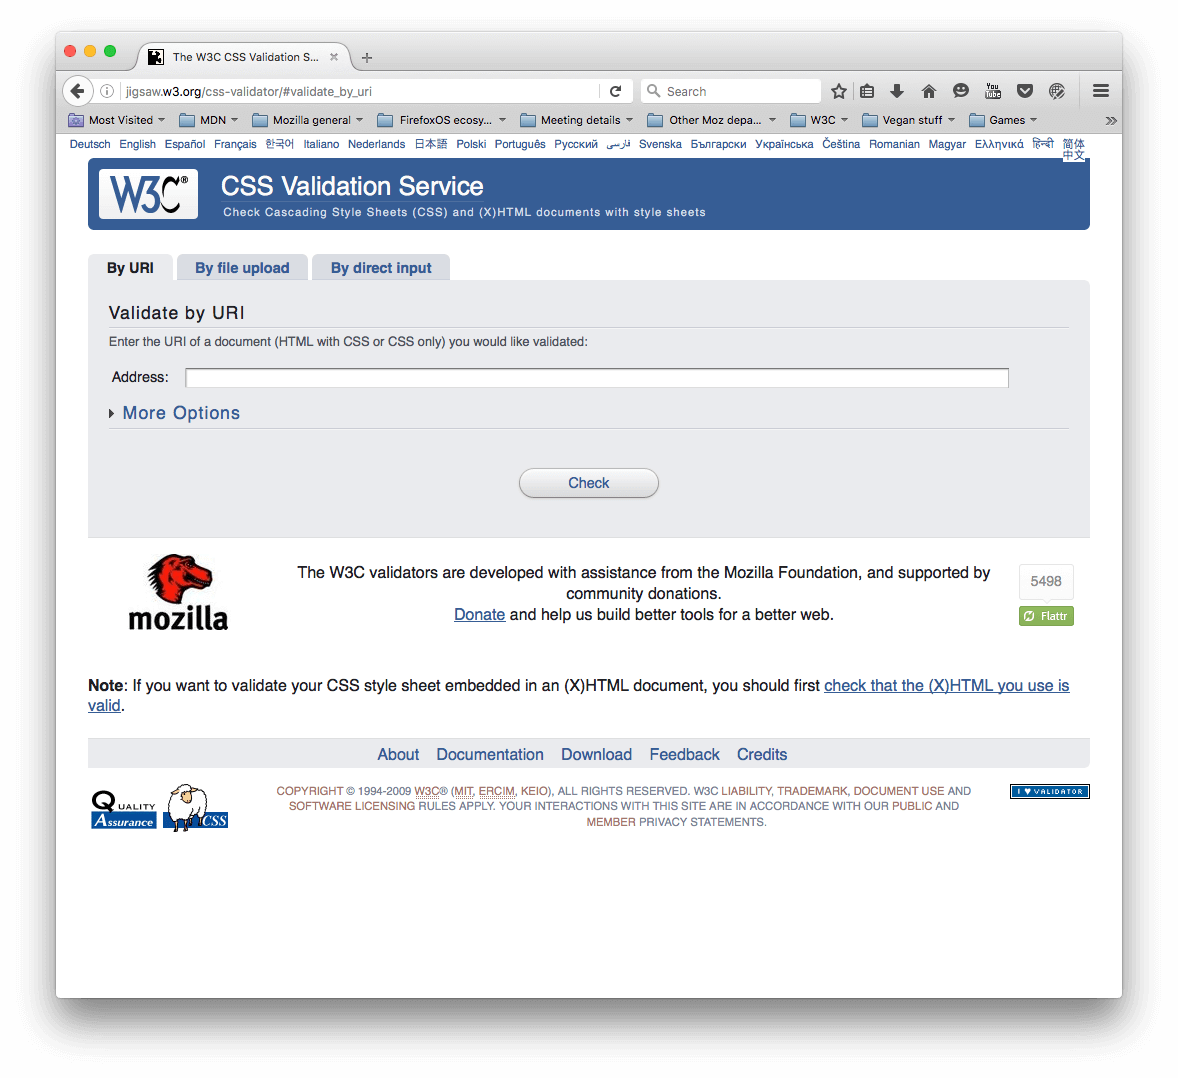 The W3C CSS Validation S...
jigsaw.w3.org/css-validator/#validate_by_uri
Search
You
Tube
Most Visited MDN Mozilla general FirefoxOS ecosy... Meeting details Other Moz depa... W3C Vegan stuff Games
Deutsch English Español Français 한국어 Italiano Nederlands 日本語 Polski Português Русский فارسی Svenska Български Українська Čeština Romanian Magyar Ελληνικά हिन्दी 简体
中文
W3C®
CSS Validation Service
Check Cascading Style Sheets (CSS) and (X)HTML documents with style sheets
By URI By file upload By direct input
Validate by URI
Enter the URI of a document (HTML with CSS or CSS only) you would like validated:
Address:
More Options
Check
mozilla
The W3C validators are developed with assistance from the Mozilla Foundation, and supported by
community donations.
Donate and help us build better tools for a better web.
5498
Flattr
Note: If you want to validate your CSS style sheet embedded in an (X)HTML document, you should first check that the (X)HTML you use is
valid.
About Documentation Download Feedback Credits
QUALITY
Assurance
CSS
COPYRIGHT © 1994-2009 W3C® (MIT, ERCIM, KEIO), ALL RIGHTS RESERVED. W3C LIABILITY, TRADEMARK, DOCUMENT USE AND
SOFTWARE LICENSING RULES APPLY. YOUR INTERACTIONS WITH THIS SITE ARE IN ACCORDANCE WITH OUR PUBLIC AND
MEMBER PRIVACY STATEMENTS.
I ♥ VALIDATOR